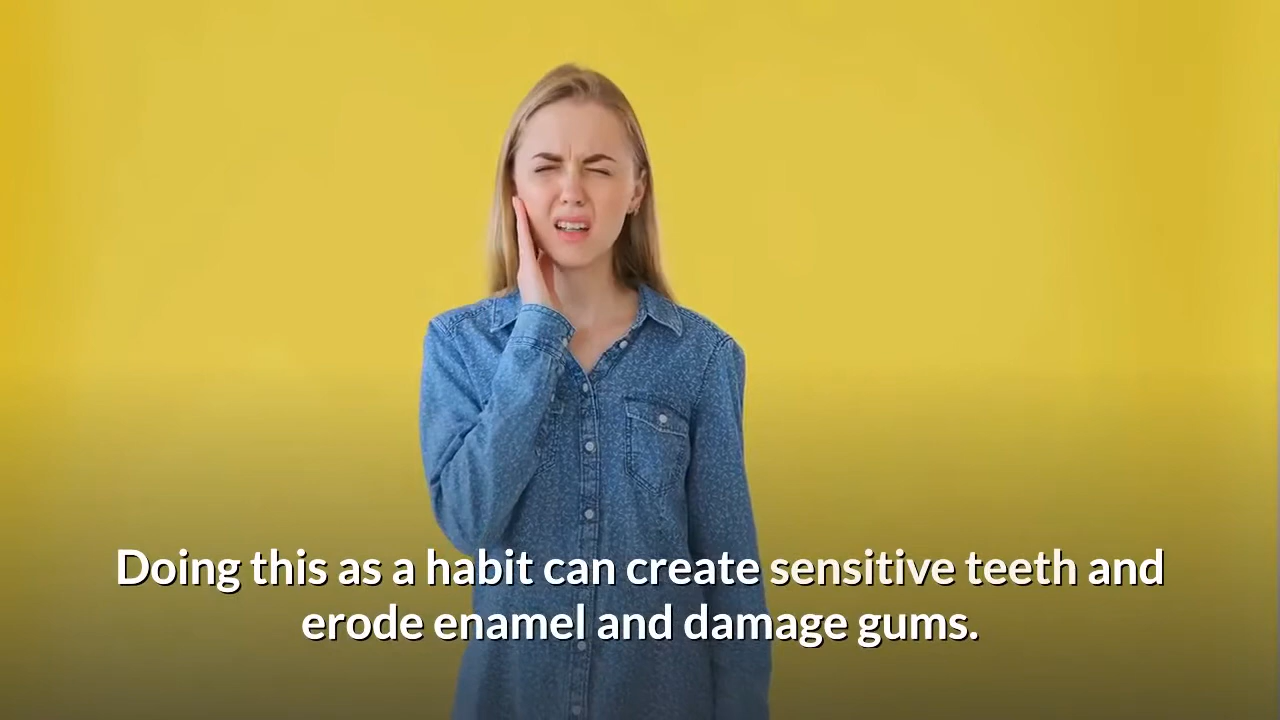 Doing this as a habit can create sensitive teeth and
erode enamel and damage gums.